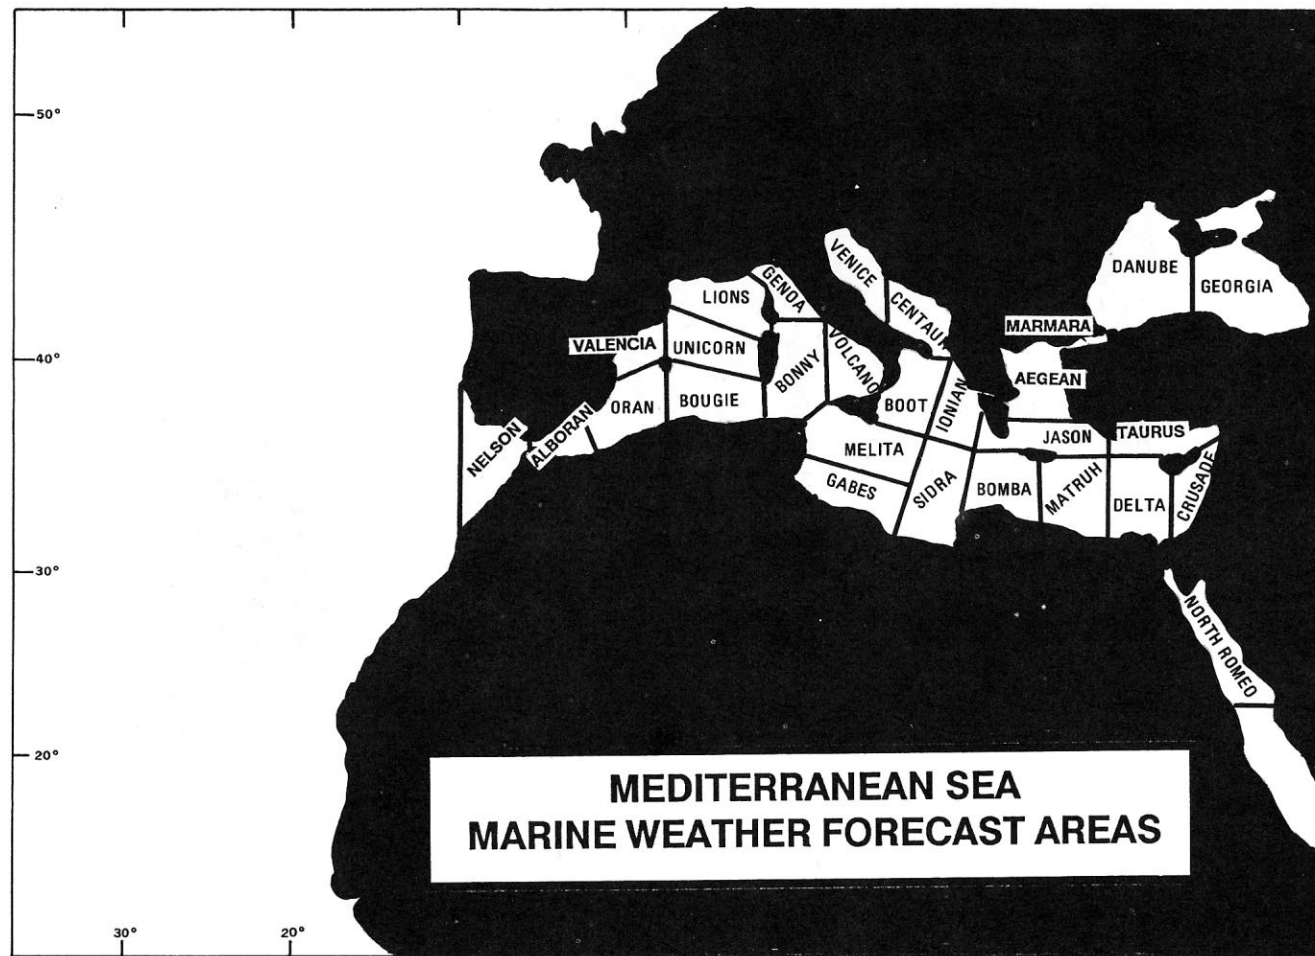 50°
40°
30°
20°
30°
20°
VENICE
CENTAUR
DANUBE
GEORGIA
LIONS
GENOA
MARMARA
VALENCIA
UNICORN
BONNY
VOLCANO
AEGEAN
ORAN
BOUGIE
BOOT
IONIAN
NELSON
ALBORAN
MELITA
JASON
TAURUS
GABES
SIDRA
BOMBA
MATRUH
DELTA
CRUSADE
NORTH ROMEO
MEDITERRANEAN SEA
MARINE WEATHER FORECAST AREAS